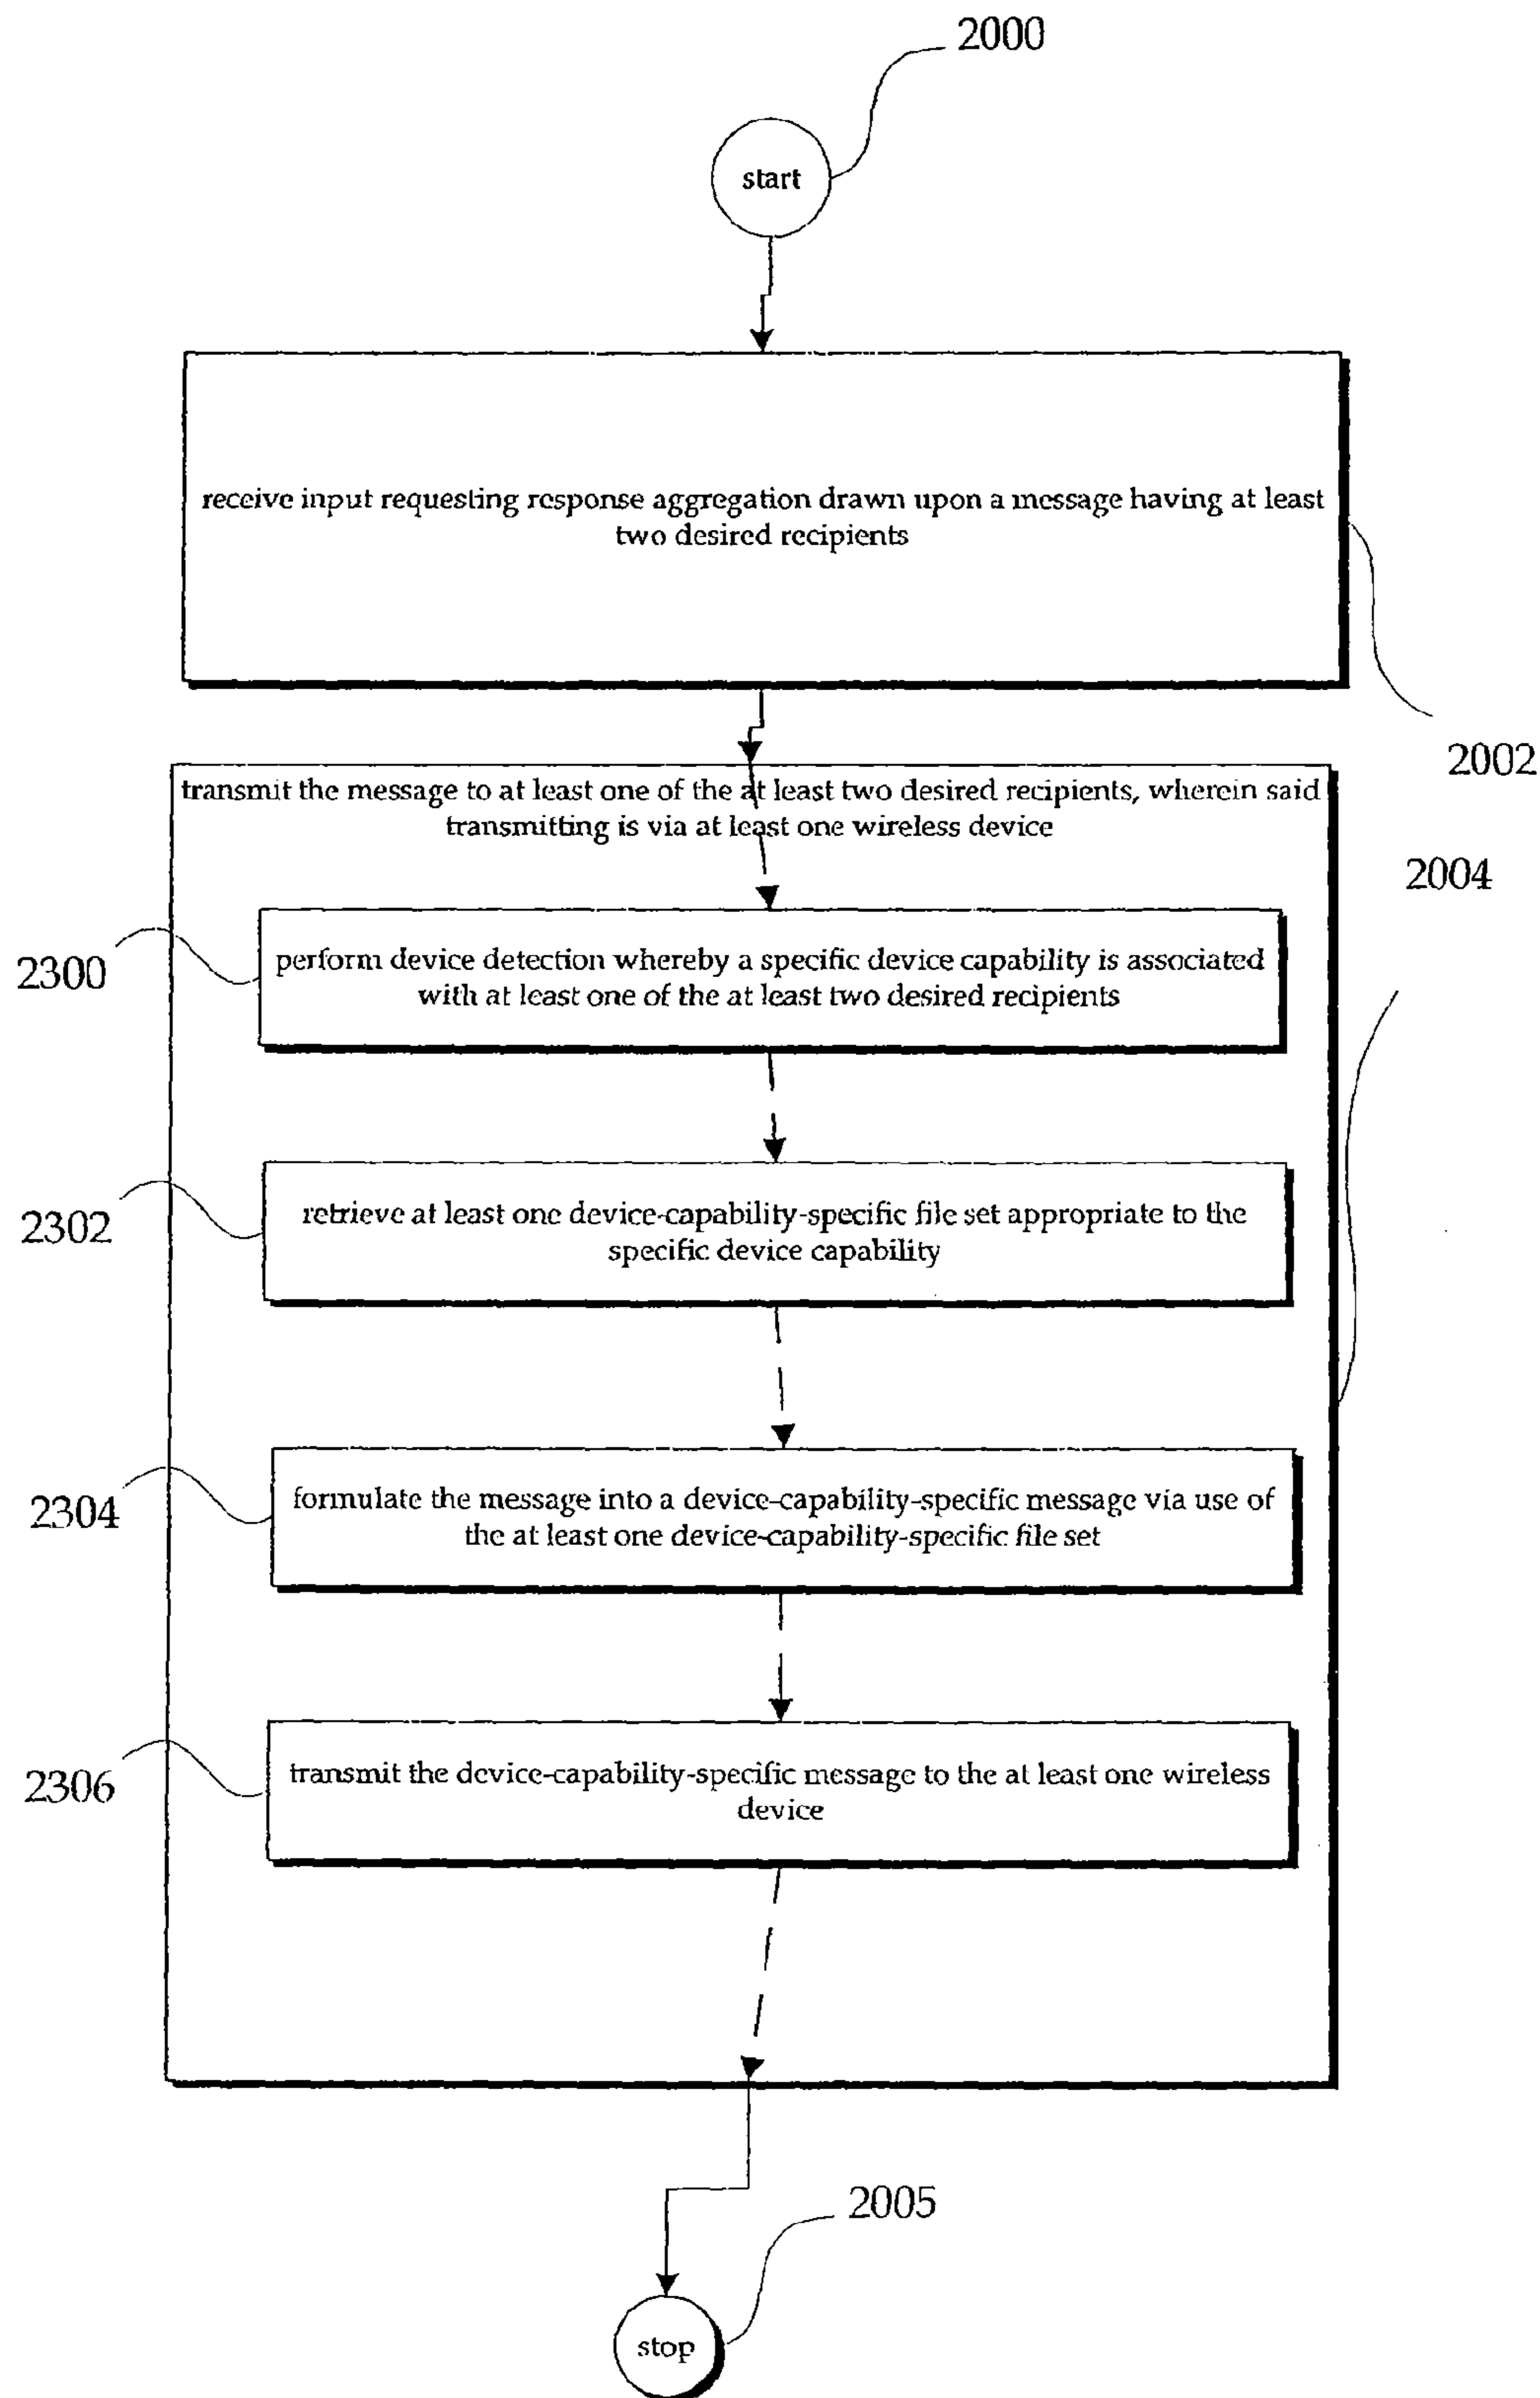 2000
start
receive input requesting response aggregation drawn upon a message having at least
two desired recipients
2002
transmit the message to at least one of the at least two desired recipients, wherein said
transmitting is via at least one wireless device
2004
2300
perform device detection whereby a specific device capability is associated
with at least one of the at least two desired recipients
2302
retrieve at least one device-capability-specific file set appropriate to the
specific device capability
2304
formulate the message into a device-capability-specific message via use of
the at least one device-capability-specific file set
2306
transmit the device-capability-specific message to the at least one wireless
device
2005
stop